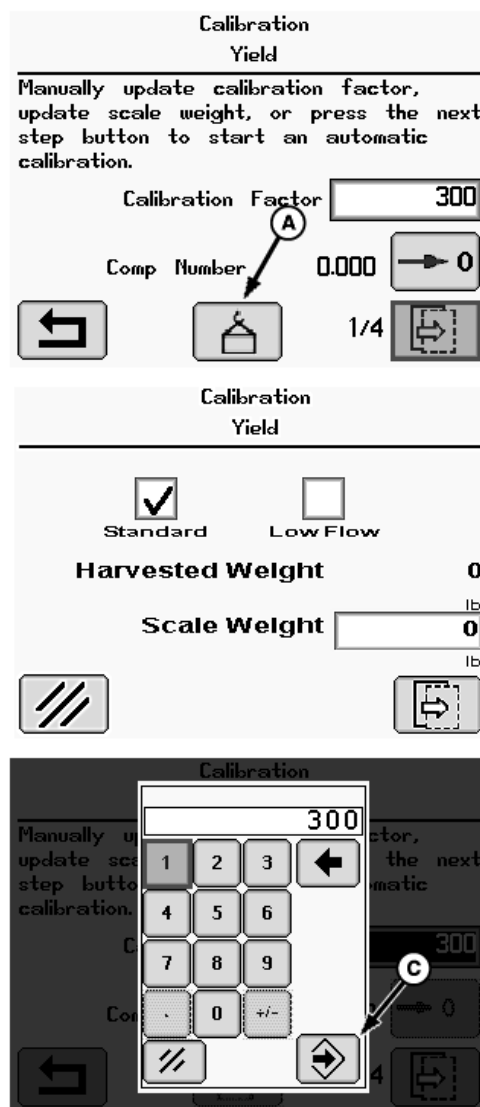 Calibration
Yield
Manually update calibration factor,
update scale weight, or press the next
step button to start an automatic
calibration.
Calibration Factor 300
A
Comp Number 0.000 0
1/4
Calibration
Yield
Standard Low Flow
Harvested Weight 0
lb
Scale Weight 0
lb
Calibration
300
Manually up ctor,
1 2 3
update sca the next
step butto omatic
4 5 6
calibration.
300
7 8 9
C
Com 0
. 0 +/-
4